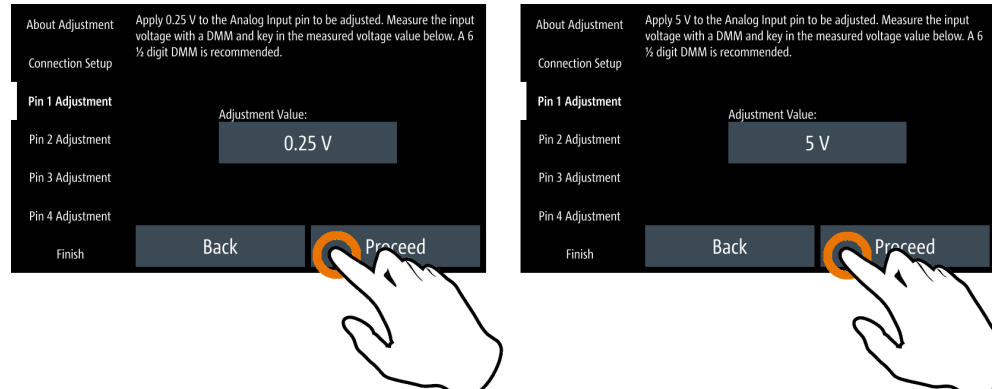 About Adjustment
Connection Setup
Pin 1 Adjustment
Pin 2 Adjustment
Pin 3 Adjustment
Pin 4 Adjustment
Finish
Apply 0.25 V to the Analog Input pin to be adjusted. Measure the input
voltage with a DMM and key in the measured voltage value below. A 6
½ digit DMM is recommended.
Adjustment Value:
0.25 V
Back
Proceed
About Adjustment
Connection Setup
Pin 1 Adjustment
Pin 2 Adjustment
Pin 3 Adjustment
Pin 4 Adjustment
Finish
Apply 5 V to the Analog Input pin to be adjusted. Measure the input
voltage with a DMM and key in the measured voltage value below. A 6
½ digit DMM is recommended.
Adjustment Value:
5 V
Back
Proceed